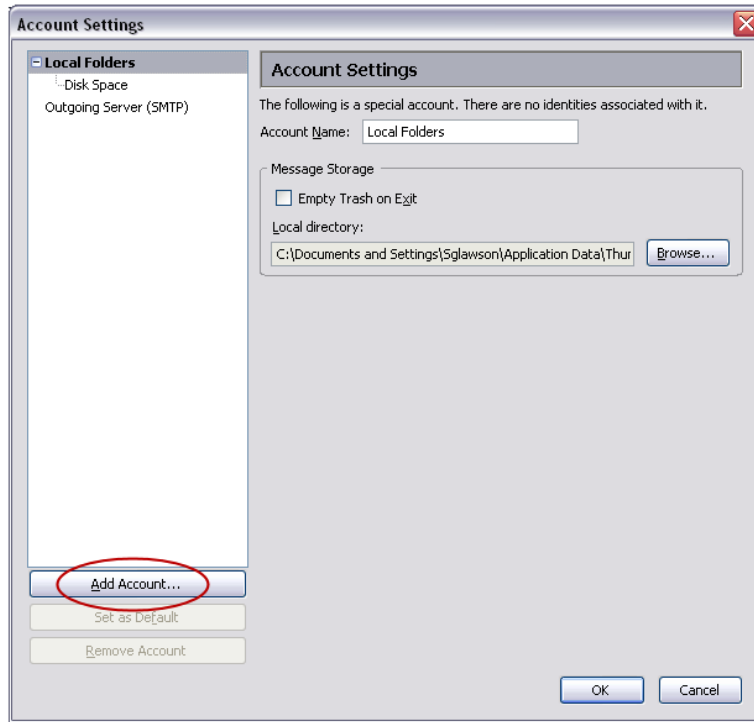 Account Settings
Local Folders
Disk Space
Outgoing Server (SMTP)
Add Account...
Set as Default
Remove Account
Account Settings
The following is a special account. There are no identities associated with it.
Account Name: Local Folders
Message Storage
Empty Trash on Exit
Local directory:
C:\Documents and Settings\Sglawson\Application Data\Thur Browse...
OK Cancel